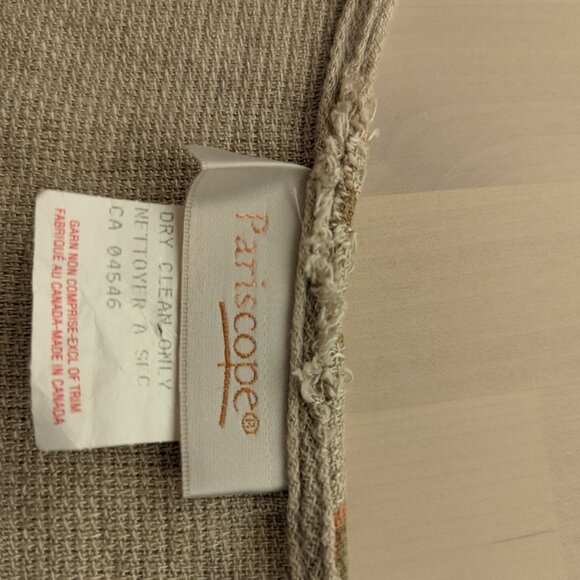 Pariscope®
DRY CLEAN ONLY
NETTOYER A SEC
CA 04546
GARN NON COMPRISE-EXCL OF TRIM
FABRIQUÉ AU CANADA-MADE IN CANADA